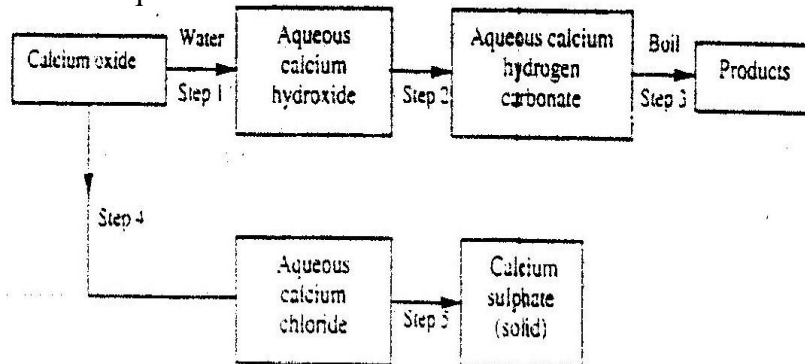 Calcium oxide
Water
Step 1
Aqueous
calcium
hydroxide
Step 2
Aqueous calcium
hydrogen
carbonate
Boil
Step 3
Products
Step 4
Aqueous
calcium
chloride
Step 5
Calcium
sulphate
(solid)